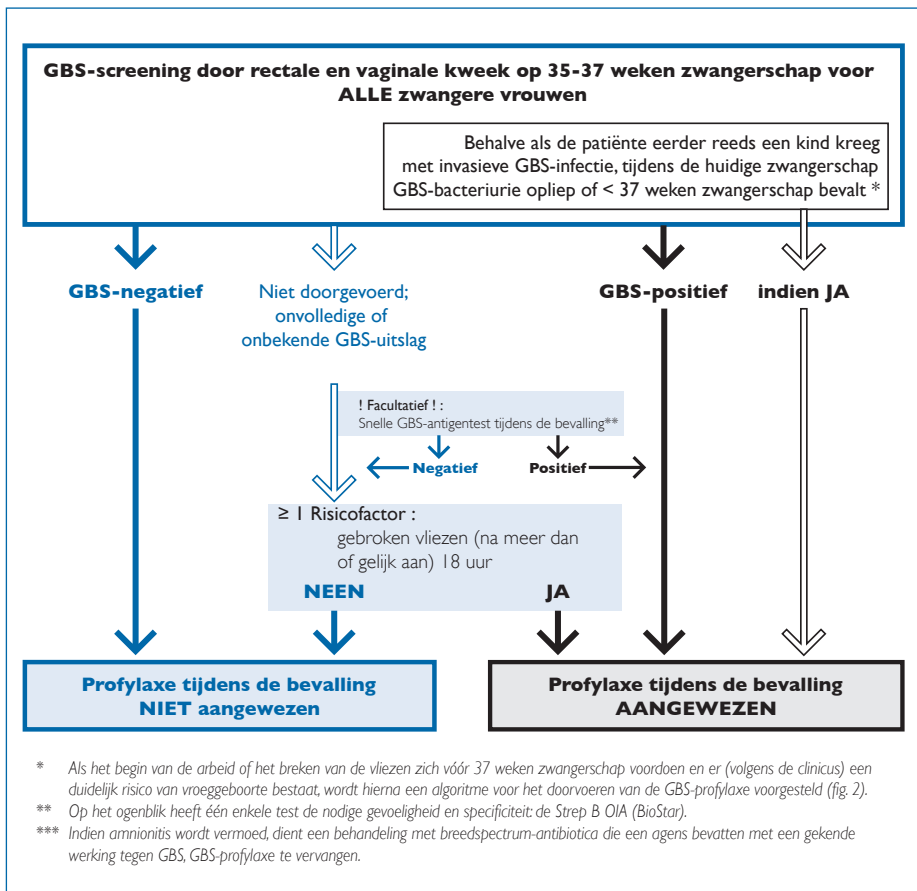 GBS-screening door rectale en vaginale kweek op 35-37 weken zwangerschap voor
ALLE zwangere vrouwen
Behalve als de patiënte eerder reeds een kind kreeg
met invasieve GBS-infectie, tijdens de huidige zwangerschap
GBS-bacteriurie opliep of < 37 weken zwangerschap bevalt *
GBS-negatief
Niet doorgevoerd;
onvolledige of
onbekende GBS-uitslag
GBS-positief
indien JA
! Facultatief ! :
Snelle GBS-antigentest tijdens de bevalling**
Negatief
Positief
≥ 1 Risicofactor :
gebroken vliezen (na meer dan
of gelijk aan) 18 uur
NEEN
JA
Profylaxe tijdens de bevalling
NIET aangewezen
Profylaxe tijdens de bevalling
AANGEWEZEN
* Als het begin van de arbeid of het breken van de vliezen zich vóór 37 weken zwangerschap voordoen en er (volgens de clinicus) een
duidelijk risico van vroeggeboorte bestaat, wordt hierna een algoritme voor het doorvoeren van de GBS-profylaxe voorgesteld (fig. 2).
** Op het ogenblik heeft één enkele test de nodige gevoeligheid en specificiteit: de Strep B OIA (BioStar).
*** Indien amnionitis wordt vermoed, dient een behandeling met breedspectrum-antibiotica die een agens bevatten met een gekende
werking tegen GBS, GBS-profylaxe te vervangen.